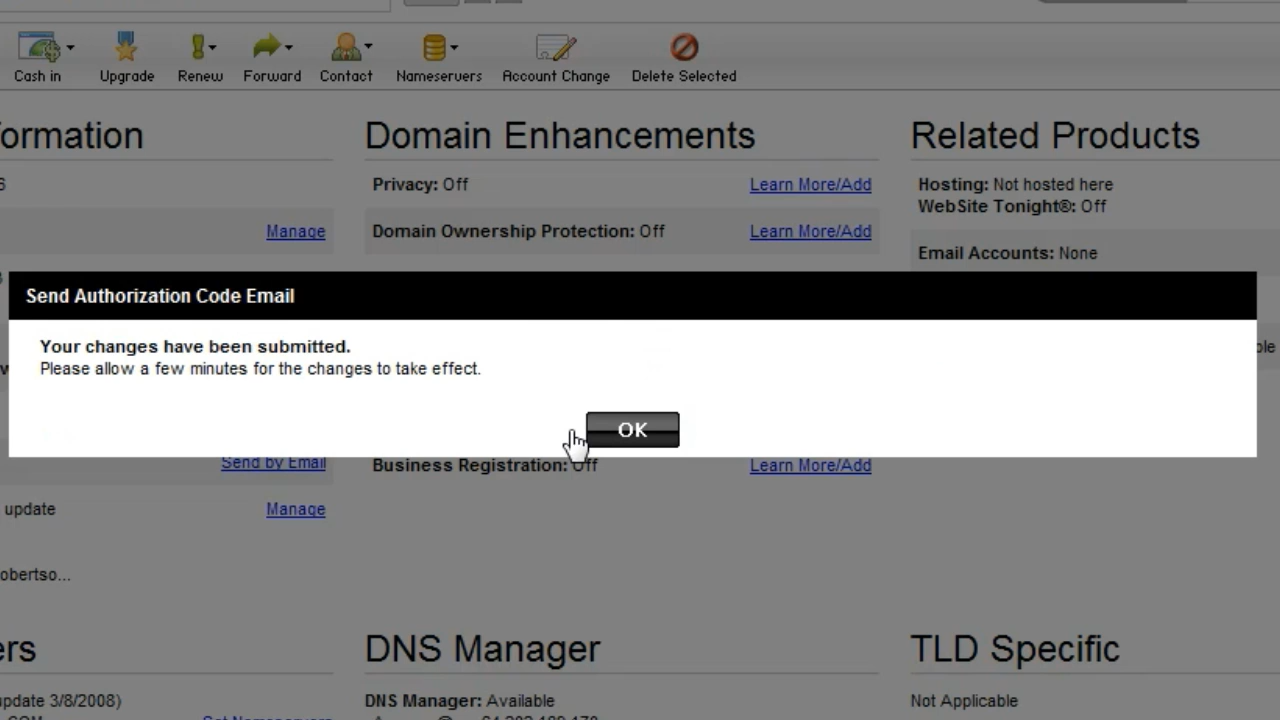 Cash in Upgrade Renew Forward Contact Nameservers Account Change Delete Selected
ormation Domain Enhancements Related Products
6 Privacy: Off Learn More/Add Hosting: Not hosted here
WebSite Tonight®: Off
Manage Domain Ownership Protection: Off Learn More/Add
Email Accounts: None
Send Authorization Code Email
Your changes have been submitted.
Please allow a few minutes for the changes to take effect.
OK
Send by Email Business Registration: Off Learn More/Add
update Manage
obertso...
ers DNS Manager TLD Specific
update 3/8/2008) DNS Manager: Available Not Applicable
Set Nameservers